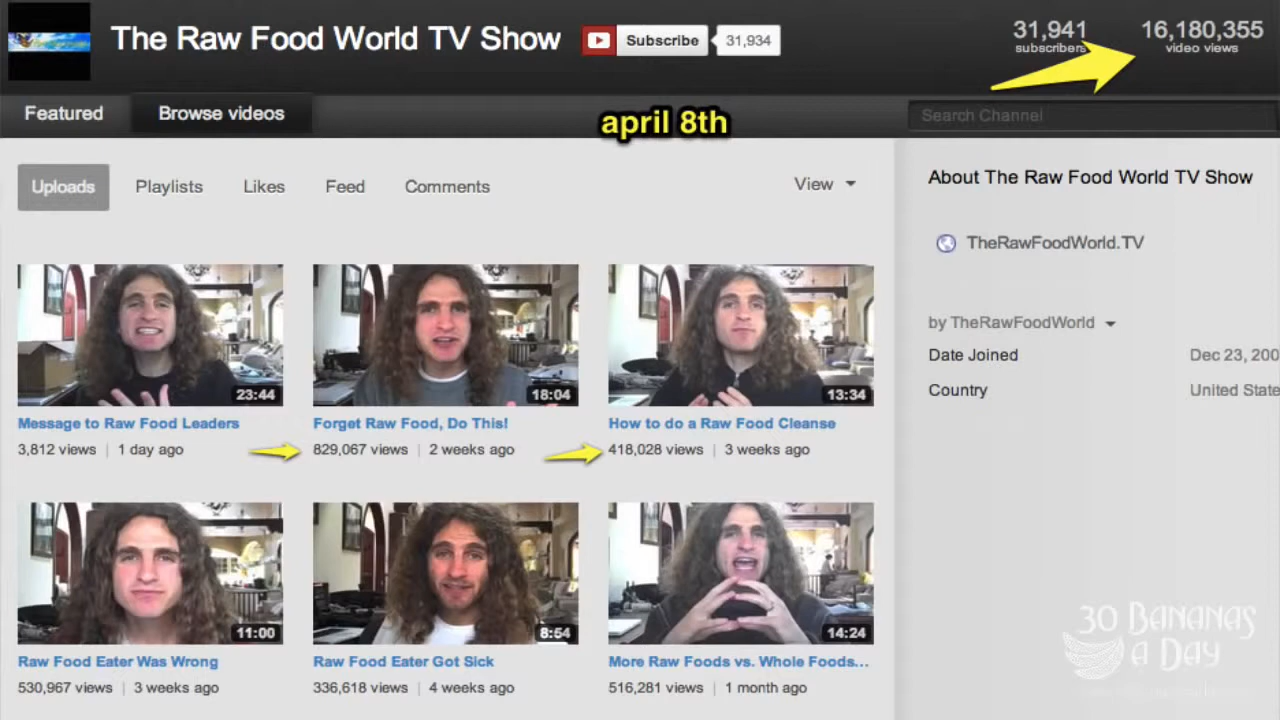 The Raw Food World TV Show
Subscribe
31,934
31,941
subscribers
16,180,355
video views
Featured
Browse videos
april 8th
Search Channel
Uploads
Playlists
Likes
Feed
Comments
View
About The Raw Food World TV Show
TheRawFoodWorld.TV
by TheRawFoodWorld
Date Joined
Dec 23, 200
Country
United State
23:44
18:04
13:34
Message to Raw Food Leaders
Forget Raw Food, Do This!
How to do a Raw Food Cleanse
3,812 views | 1 day ago
829,067 views | 2 weeks ago
418,028 views | 3 weeks ago
11:00
8:54
14:24
Raw Food Eater Was Wrong
Raw Food Eater Got Sick
More Raw Foods vs. Whole Foods...
530,967 views | 3 weeks ago
336,618 views | 4 weeks ago
516,281 views | 1 month ago
30 Bananas
a Day